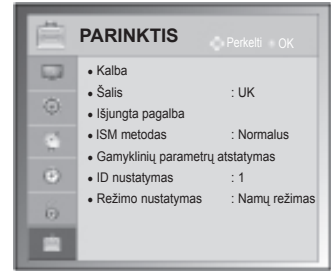 PARINKTIS
Perkelti OK
• Kalba
• Šalis : UK
• Išjungta pagalba
• ISM metodas : Normalus
• Gamyklinių parametrų atstatymas
• ID nustatymas : 1
• Režimo nustatymas : Namų režimas